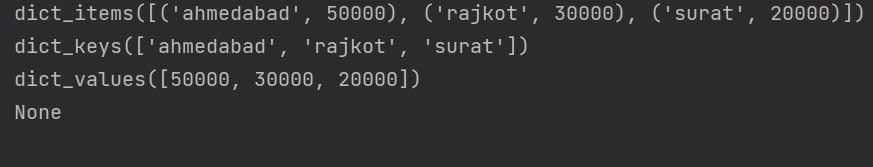 dict_items([('ahmedabad', 50000), ('rajkot', 30000), ('surat', 20000)])
dict_keys(['ahmedabad', 'rajkot', 'surat'])
dict_values([50000, 30000, 20000])
None